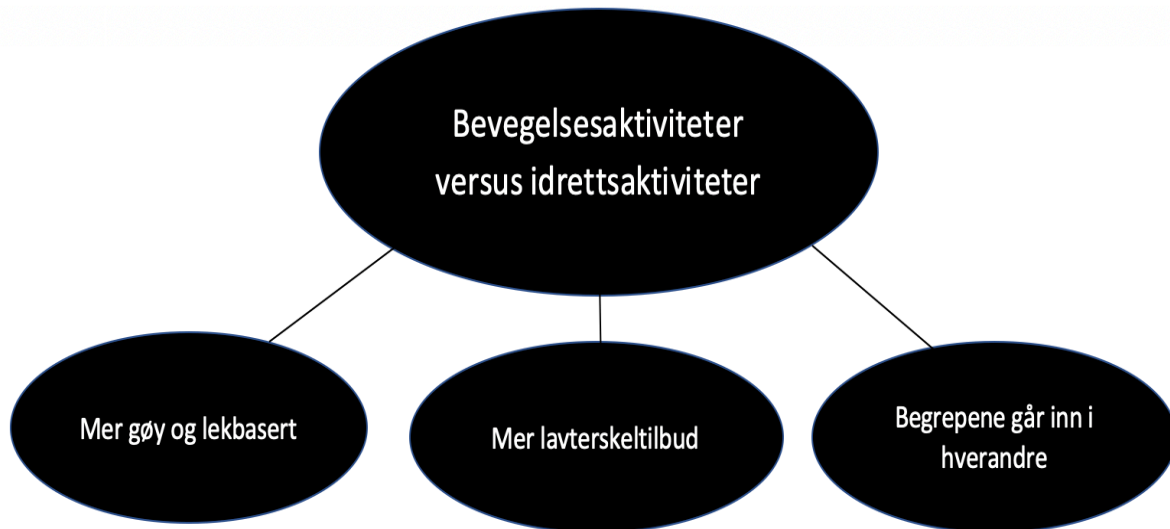 Bevegelsesaktiviteter
versus idrettsaktiviteter
Mer gøy og lekbasert
Mer lavterskeltilbud
Begrepene går inn i
hverandre